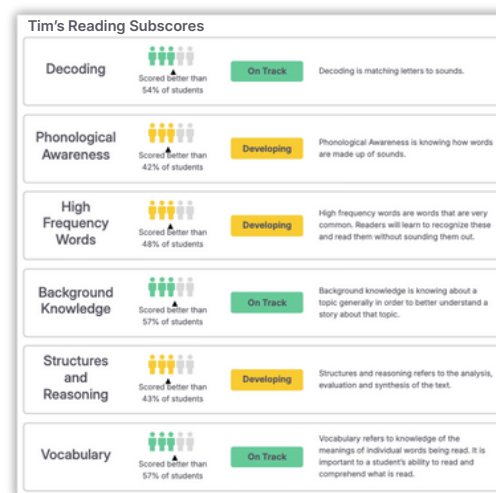 Tim's Reading Subscores
Decoding
Scored better than
54% of students
On Track
Decoding is matching letters to sounds.
Phonological
Awareness
Scored better than
42% of students
Developing
Phonological Awareness is knowing how words
are made up of sounds.
High
Frequency
Words
Scored better than
48% of students
Developing
High frequency words are words that are very
common. Readers will learn to recognize these
and read them without sounding them out.
Background
Knowledge
Scored better than
57% of students
On Track
Background knowledge is knowing about a
topic generally in order to better understand a
story about that topic.
Structures
and
Reasoning
Scored better than
43% of students
Developing
Structures and reasoning refers to the analysis,
evaluation and synthesis of the text.
Vocabulary
Scored better than
57% of students
On Track
Vocabulary refers to knowledge of the
meanings of individual words being read. It is
important to a student's ability to read and
comprehend what is read.